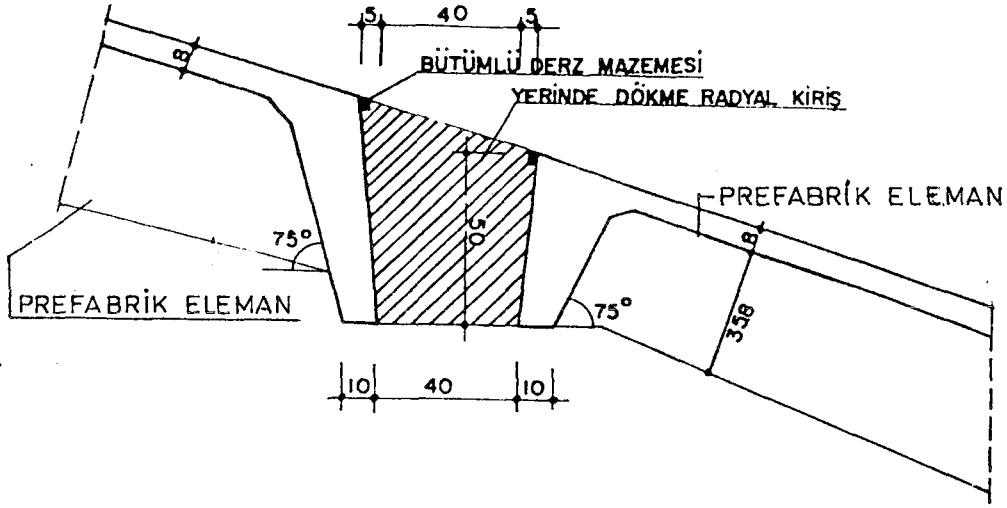 5 40 5
8
BÜTÜMLÜ DERZ MAZEMESİ
YERİNDE DÖKME RADYAL KİRİŞ
PREFABRİK ELEMAN
50
8
75°
PREFABRİK ELEMAN
75°
358
10 40 10